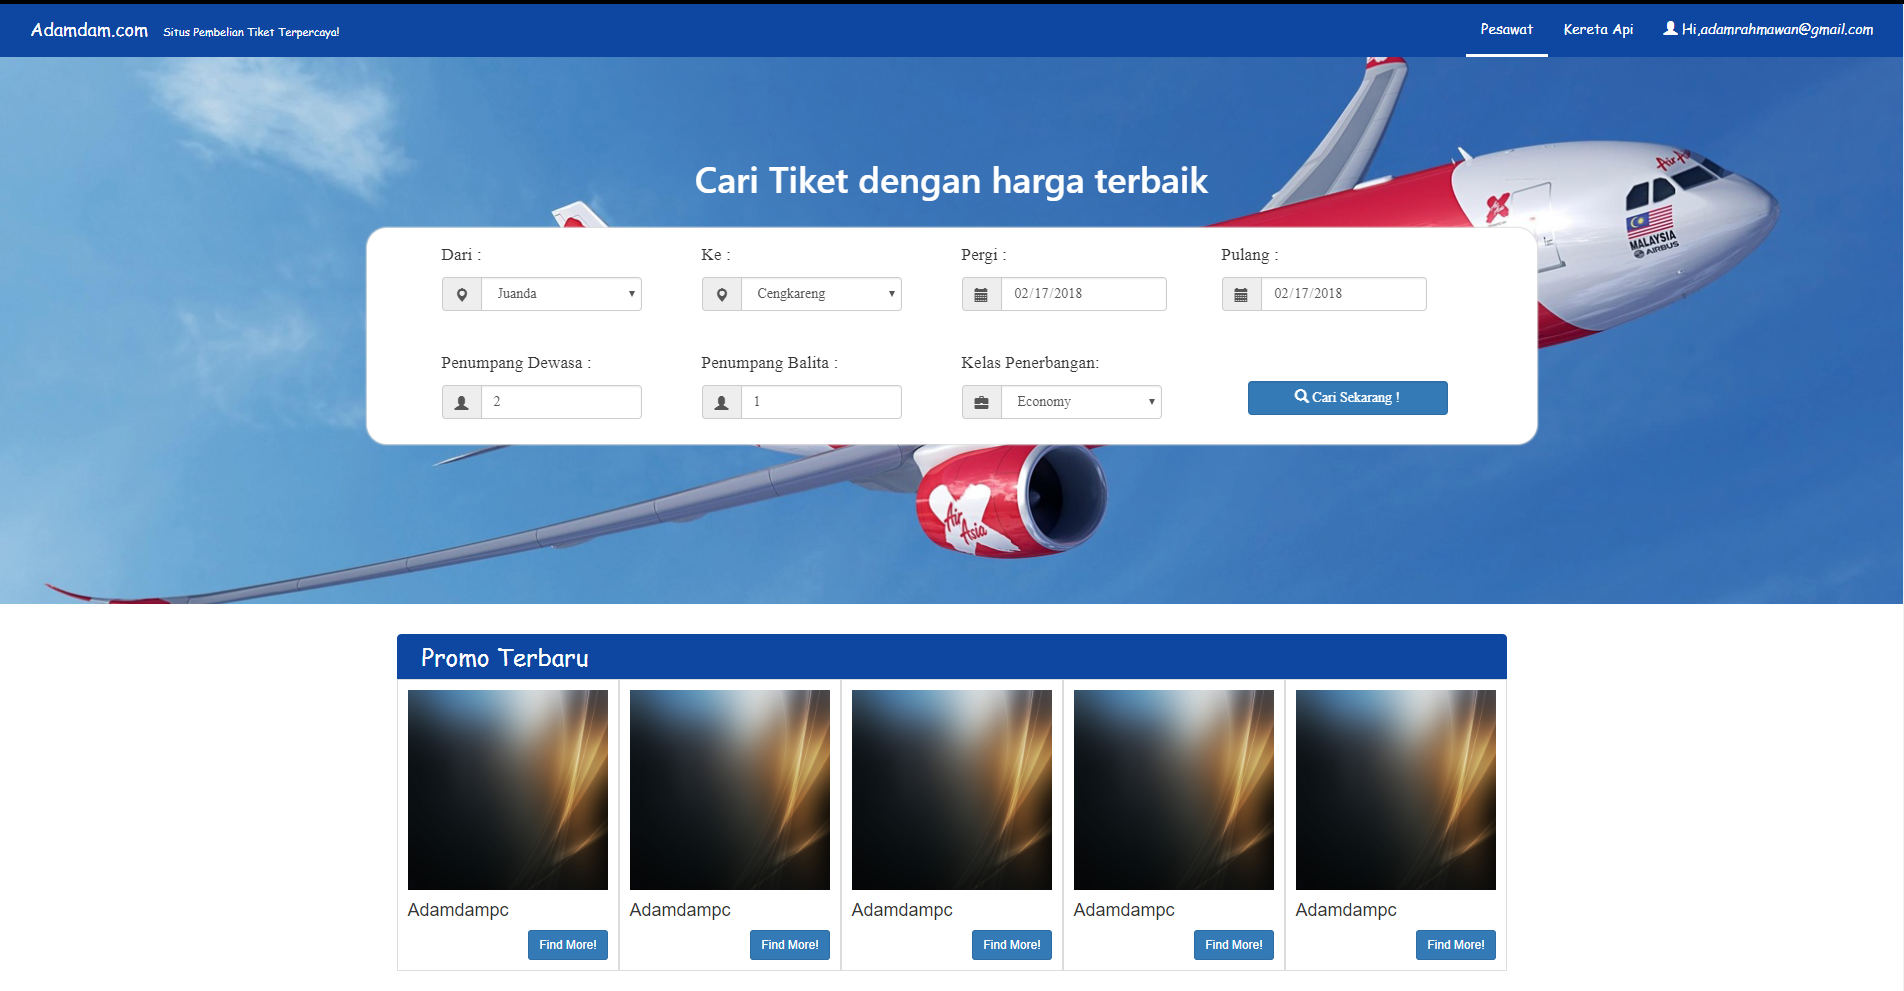 Adamdam.com Situs Pembelian Tiket Terpercaya! Pesawat Kereta Api Hi,adamrahmawan@gmail.com
Cari Tiket dengan harga terbaik
Dari : Ke : Pergi : Pulang :
Juanda Cengkareng 02/17/2018 02/17/2018
Penumpang Dewasa : Penumpang Balita : Kelas Penerbangan:
2 1 Economy Cari Sekarang !
Air Asia
MALAYSIA
AIRBUS
Air Asia
Promo Terbaru
Adamdampc Adamdampc Adamdampc Adamdampc Adamdampc
Find More! Find More! Find More! Find More! Find More!